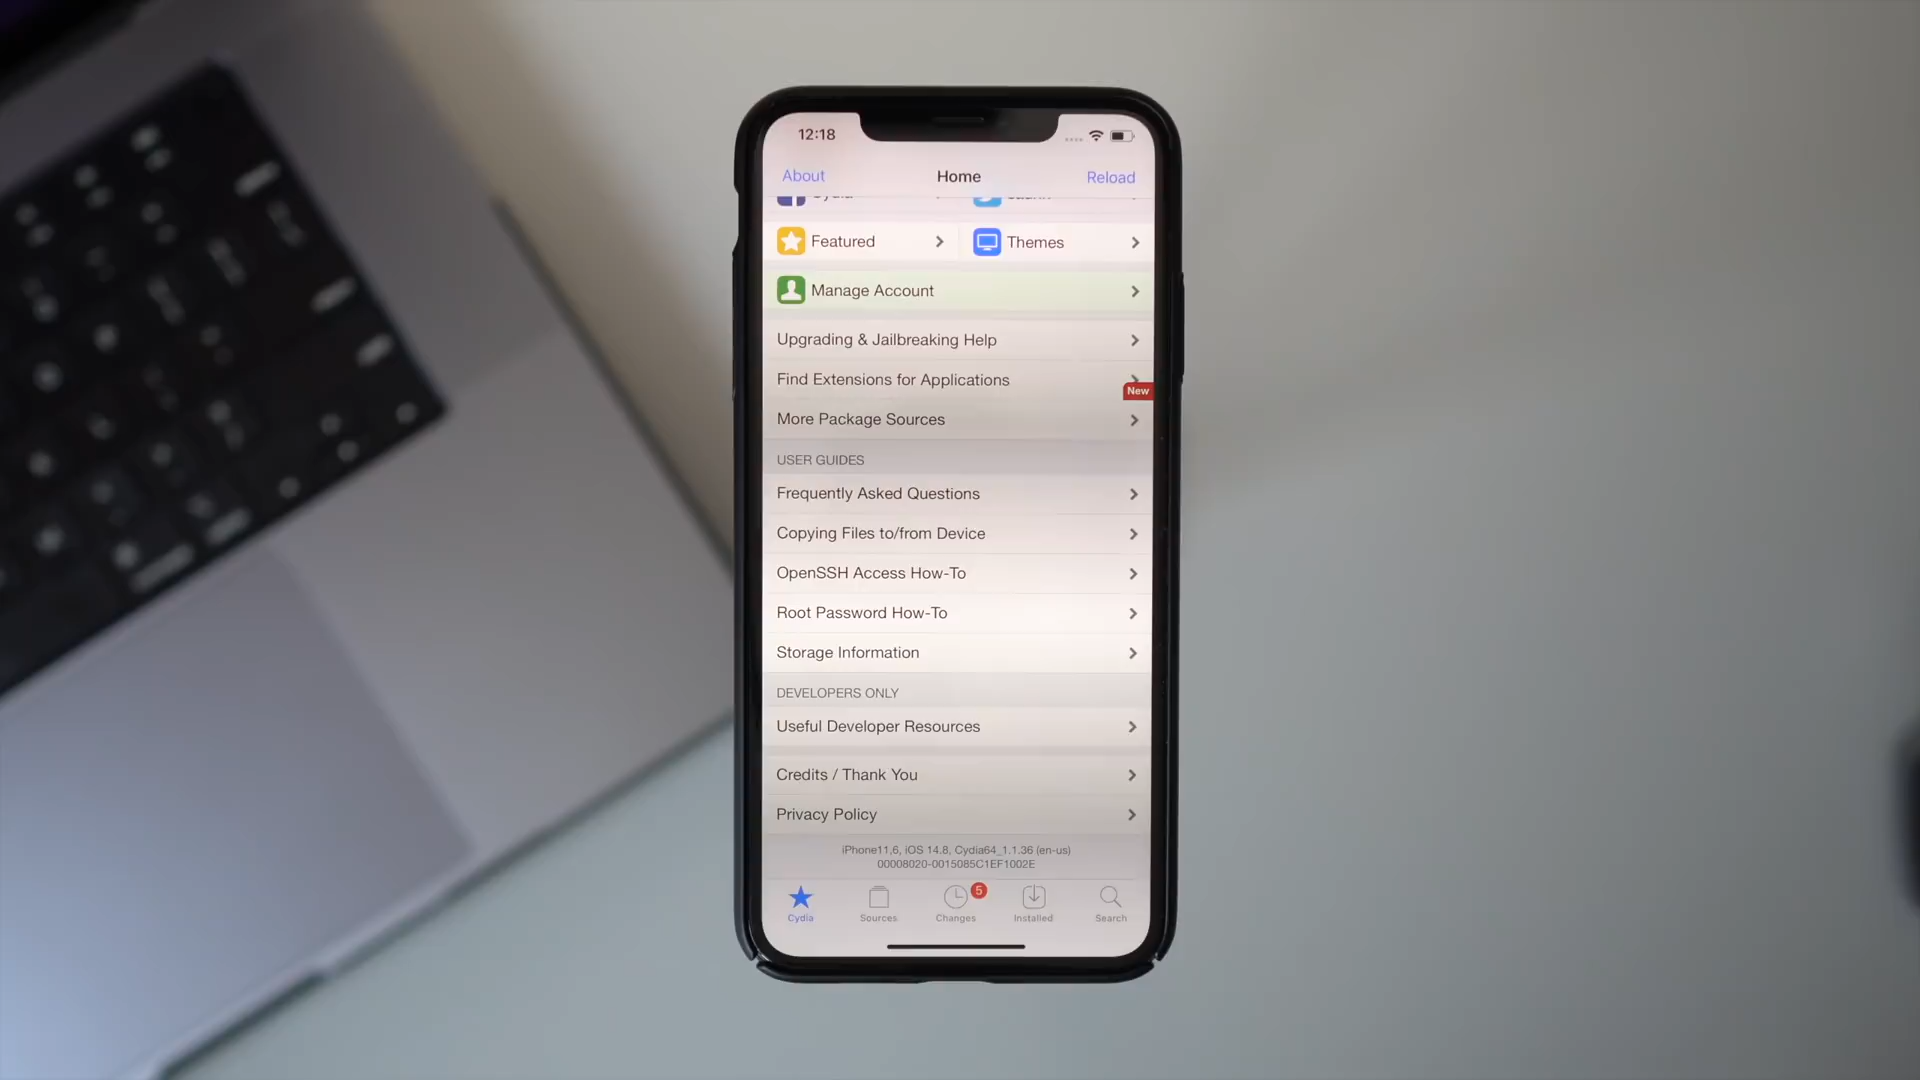 12:18
About Home Reload
Cydia
Featured Themes
Manage Account
Upgrading & Jailbreaking Help
Find Extensions for Applications
New
More Package Sources
USER GUIDES
Frequently Asked Questions
Copying Files to/from Device
OpenSSH Access How-To
Root Password How-To
Storage Information
DEVELOPERS ONLY
Useful Developer Resources
Credits / Thank You
Privacy Policy
iPhone11,6, iOS 14.8, Cydia64_1.1.36 (en-us)
00008020-0015085C1EF1002E
5
Cydia Sources Changes Installed Search